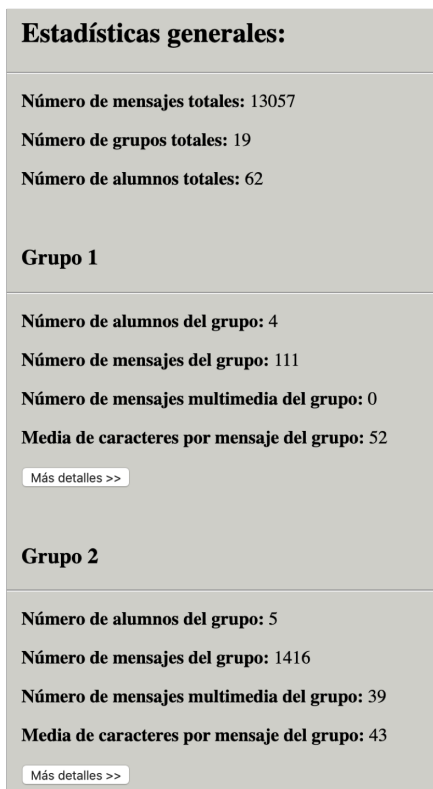 Estadísticas generales:
Número de mensajes totales: 13057
Número de grupos totales: 19
Número de alumnos totales: 62
Grupo 1
Número de alumnos del grupo: 4
Número de mensajes del grupo: 111
Número de mensajes multimedia del grupo: 0
Media de caracteres por mensaje del grupo: 52
Más detalles >>
Grupo 2
Número de alumnos del grupo: 5
Número de mensajes del grupo: 1416
Número de mensajes multimedia del grupo: 39
Media de caracteres por mensaje del grupo: 43
Más detalles >>